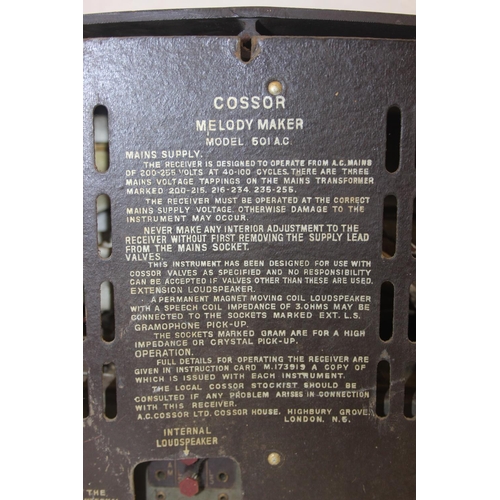 COSSOR
MELODY MAKER
MODEL 501 A.C.
MAINS SUPPLY.
THE RECEIVER IS DESIGNED TO OPERATE FROM A.C. MAINS
OF 200-255 VOLTS AT 40-100 CYCLES. THERE ARE THREE
MAINS VOLTAGE TAPPINGS ON THE MAINS TRANSFORMER
MARKED 200-215. 216-234. 235-255.
THE RECEIVER MUST BE OPERATED AT THE CORRECT
MAINS SUPPLY VOLTAGE. OTHERWISE DAMAGE TO THE
INSTRUMENT MAY OCCUR.
NEVER MAKE ANY INTERIOR ADJUSTMENT TO THE
RECEIVER WITHOUT FIRST REMOVING THE SUPPLY LEAD
FROM THE MAINS SOCKET.
VALVES.
THIS INSTRUMENT HAS BEEN DESIGNED FOR USE WITH
COSSOR VALVES AS SPECIFIED AND NO RESPONSIBILITY
CAN BE ACCEPTED IF VALVES OTHER THAN THESE ARE USED.
EXTENSION LOUDSPEAKER.
A PERMANENT MAGNET MOVING COIL LOUDSPEAKER
WITH A SPEECH COIL IMPEDANCE OF 3.OHMS MAY BE
CONNECTED TO THE SOCKETS MARKED EXT. L.S.
GRAMOPHONE PICK-UP.
THE SOCKETS MARKED GRAM ARE FOR A HIGH
IMPEDANCE OR CRYSTAL PICK-UP.
OPERATION.
FULL DETAILS FOR OPERATING THE RECEIVER ARE
GIVEN IN INSTRUCTION CARD M.173919 A COPY OF
WHICH IS ISSUED WITH EACH INSTRUMENT.
THE LOCAL COSSOR STOCKIST SHOULD BE
CONSULTED IF ANY PROBLEM ARISES IN CONNECTION
WITH THIS RECEIVER.
A.C. COSSOR LTD. COSSOR HOUSE. HIGHBURY GROVE.
LONDON. N.5.
INTERNAL
LOUDSPEAKER
THE